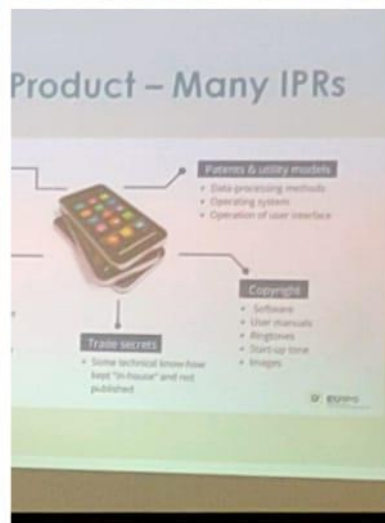 Product – Many IPRs
Patents & utility models
• Data-processing methods
• Operating system
• Operation of user interface
Copyright
• Software
• User manuals
• Ringtones
• Start-up tone
• Images
Trade secrets
• Some technical know-how
kept "in-house" and not
published